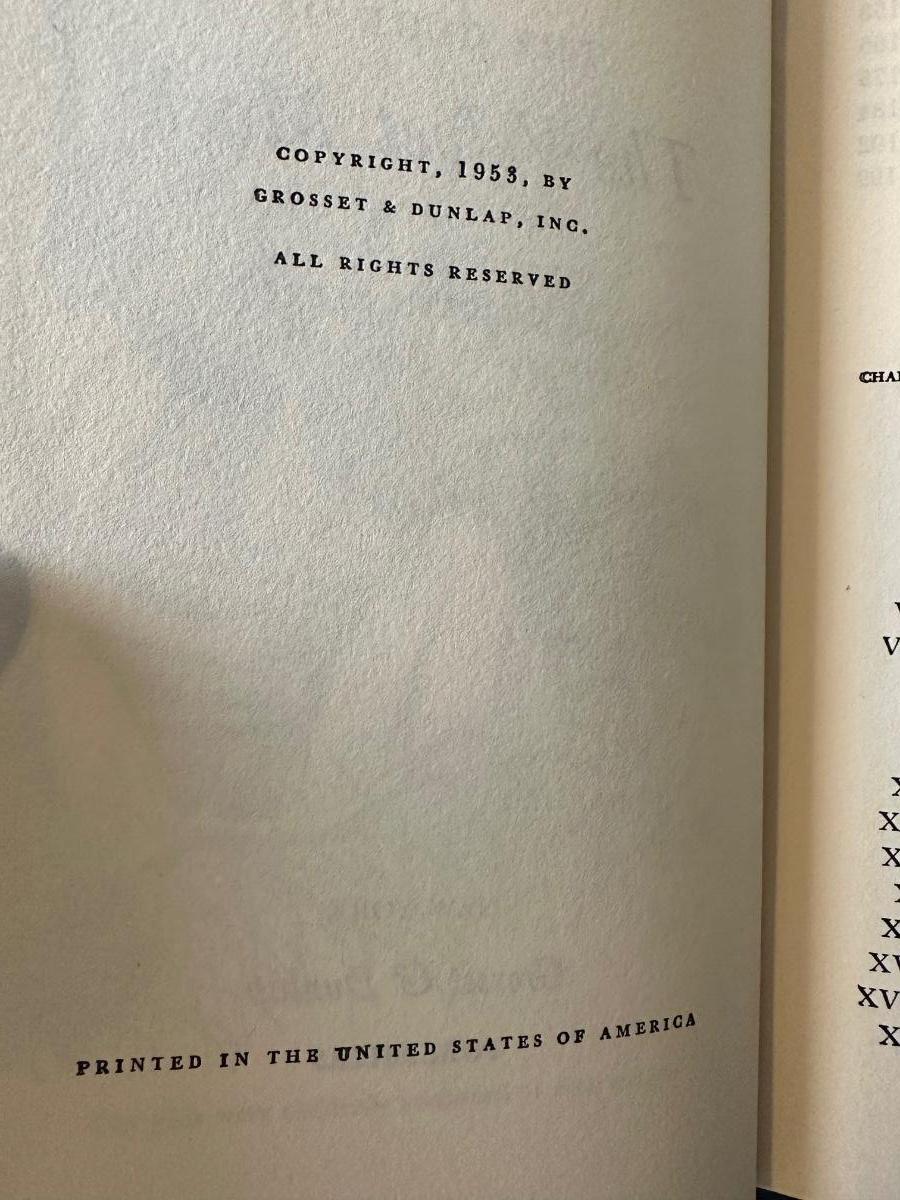 COPYRIGHT, 1953, BY
GROSSET & DUNLAP, INC.
ALL RIGHTS RESERVED
PRINTED IN THE UNITED STATES OF AMERICA